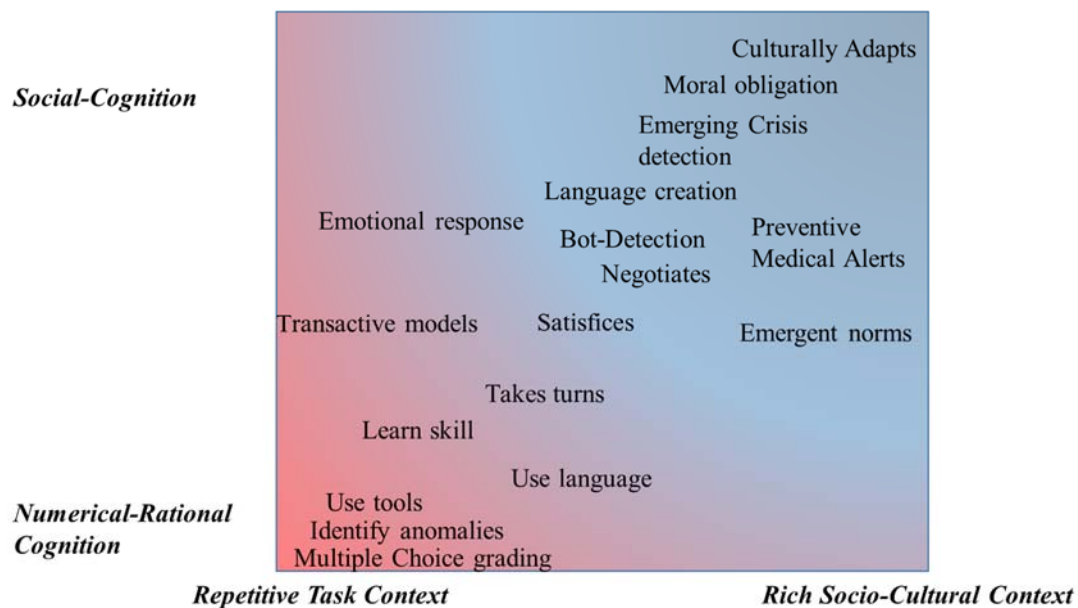 Culturally Adapts
Social-Cognition
Moral obligation
Emerging Crisis
detection
Language creation
Emotional response
Bot-Detection
Preventive
Medical Alerts
Negotiates
Transactive models
Satisfices
Emergent norms
Takes turns
Learn skill
Use language
Use tools
Numerical-Rational
Cognition
Identify anomalies
Multiple Choice grading
Repetitive Task Context
Rich Socio-Cultural Context